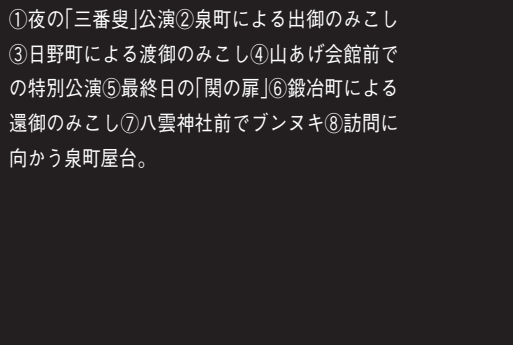 ①夜の｢三番叟｣公演②泉町による出御のみこし
③日野町による渡御のみこし④山あげ会館前で
の特別公演⑤最終日の｢関の扉｣⑥鍛冶町による
還御のみこし⑦八雲神社前でブンヌキ⑧訪問に
向かう泉町屋台。